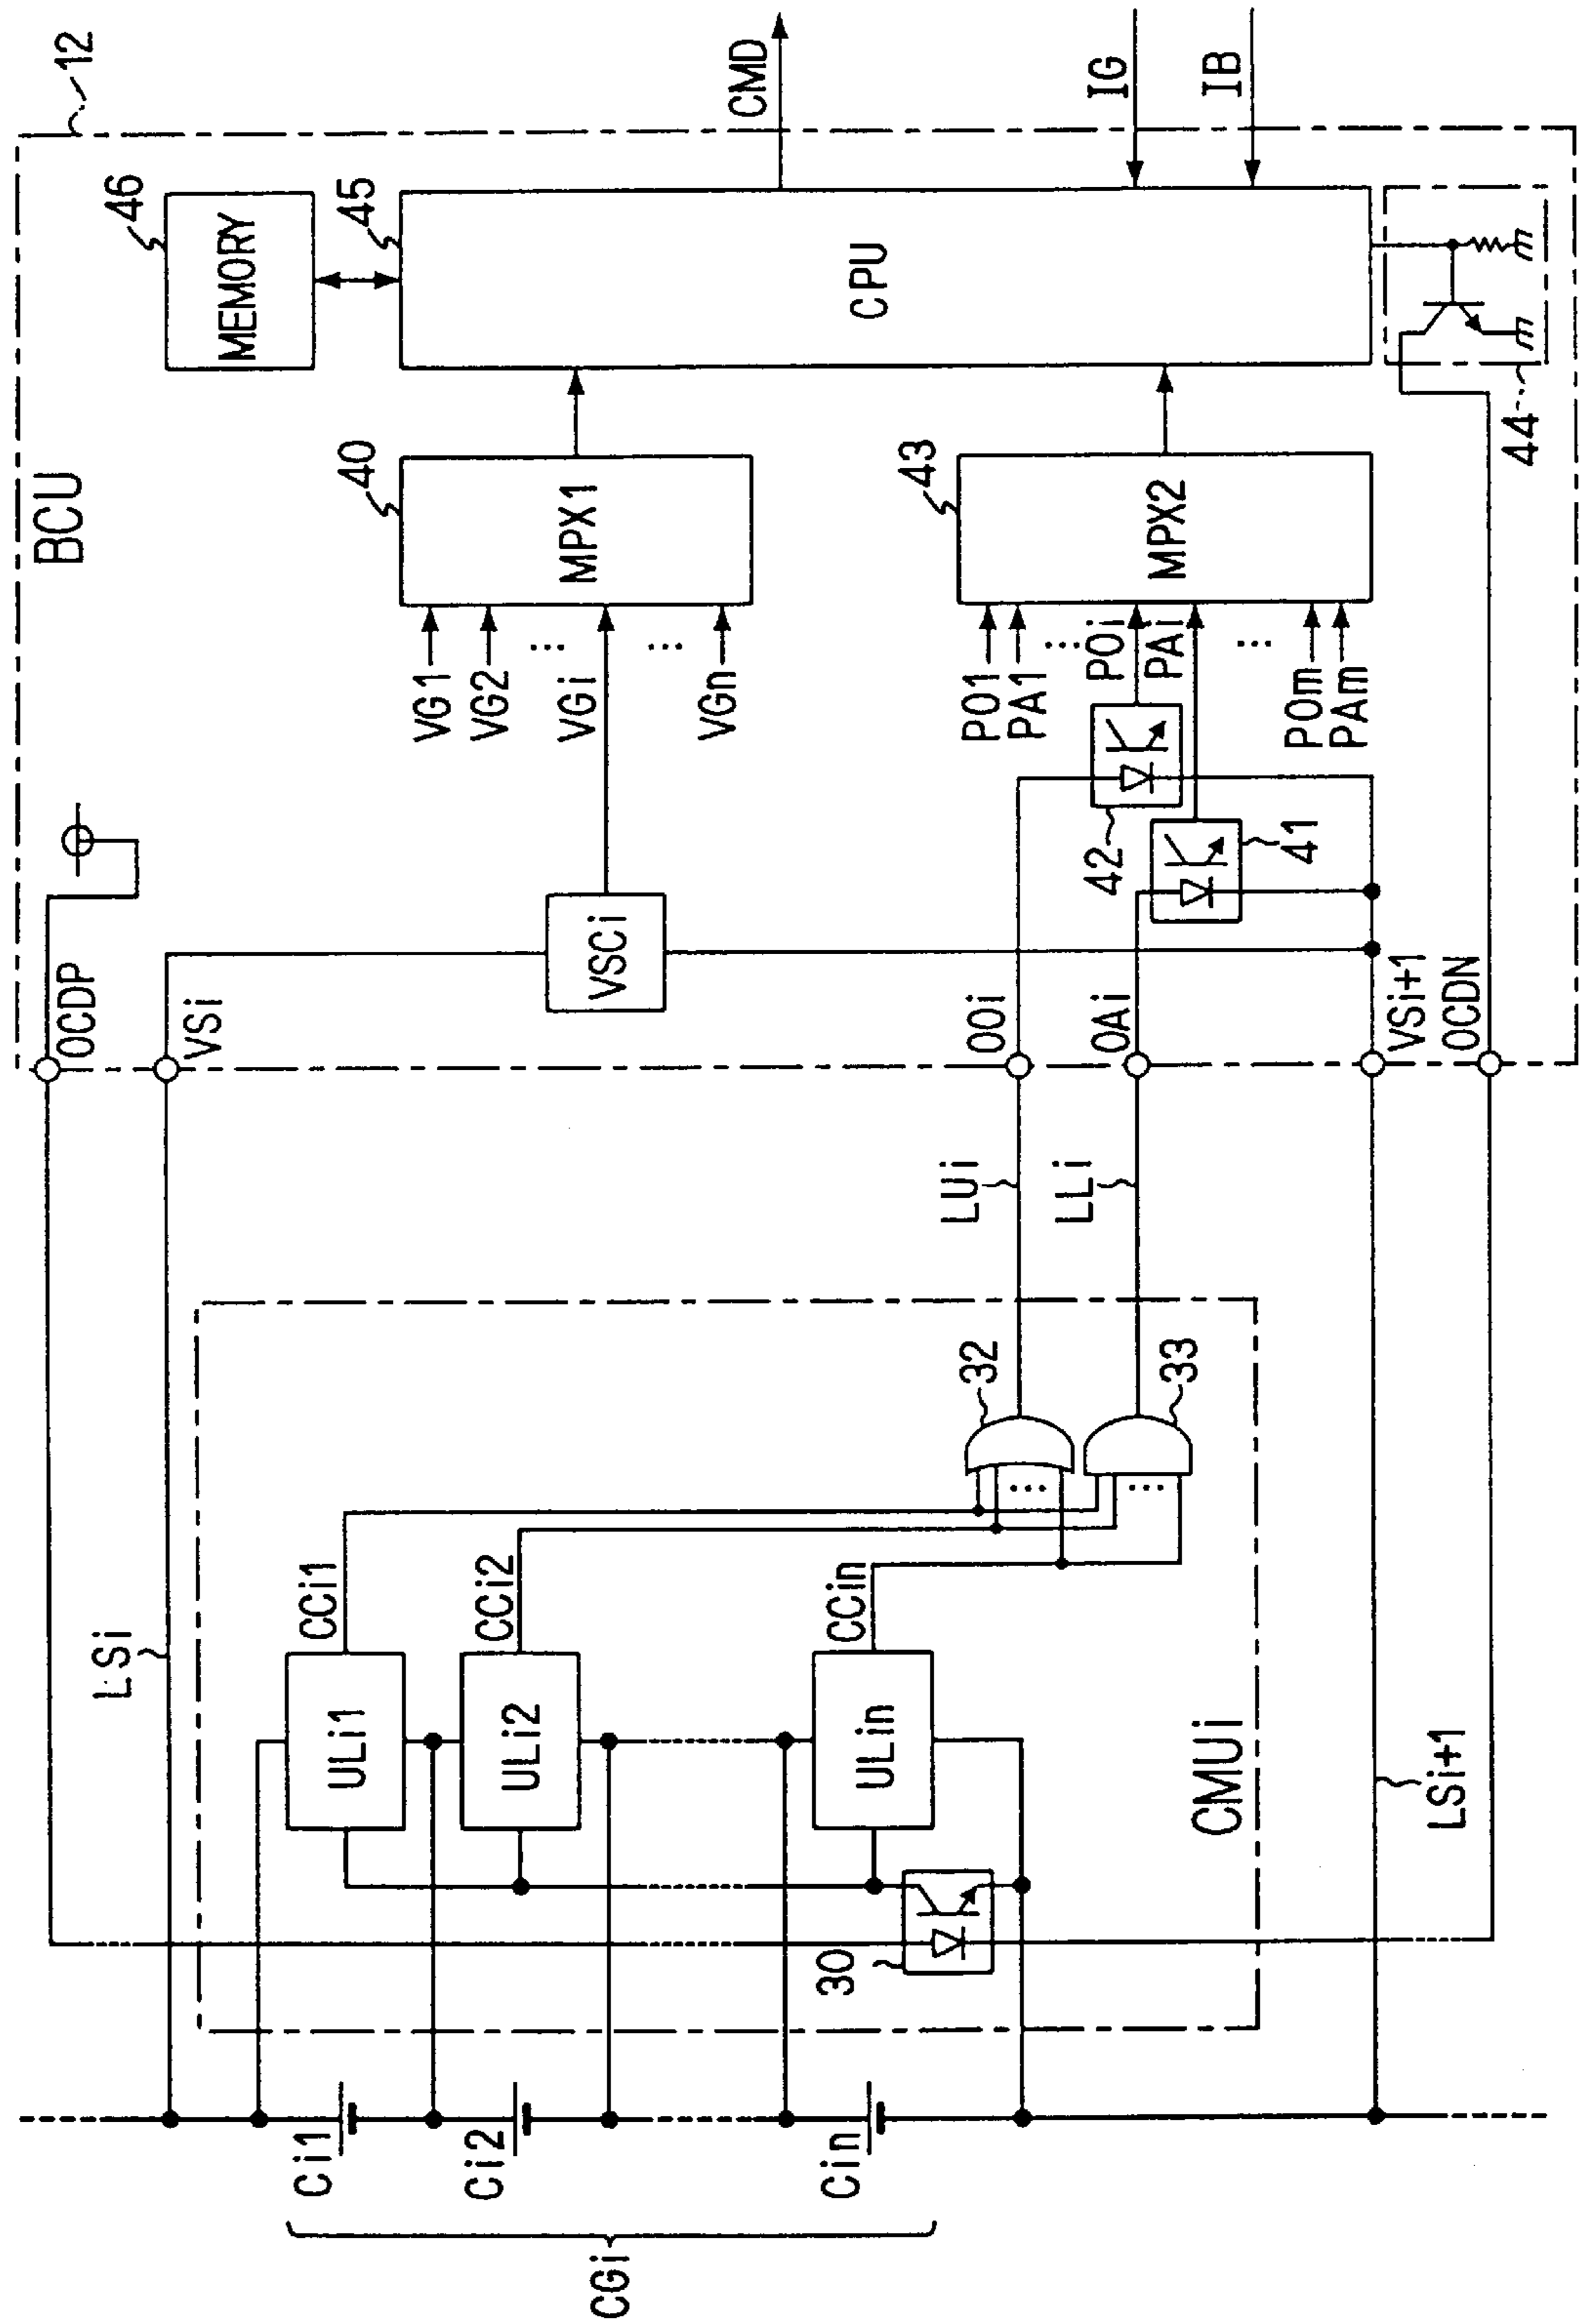 BCU
12
46
MEMORY
45
CPU
CMD
IG
IB
40
MPX1
VG1
VG2
...
VGi
...
VGn
43
MPX2
PO1
PA1
...
POi
PAi
...
POm
PAm
44
42
41
VSCi
OCDP
VSi
OOi
OAi
VSi+1
OCDN
LUi
LLi
32
33
...
...
CCi1
CCi2
CCin
LSi
ULi1
ULi2
ULin
30
CMUi
LSi+1
Ci1
Ci2
Cin
CGi